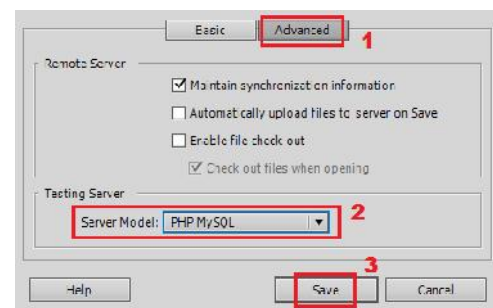 Basic Advanced
1
Remote Server
Maintain synchronization information
Automatically upload files to server on Save
Enable file check out
Check out files when opening
Testing Server
Server Model: PHP MySQL 2
3
Help Save Cancel